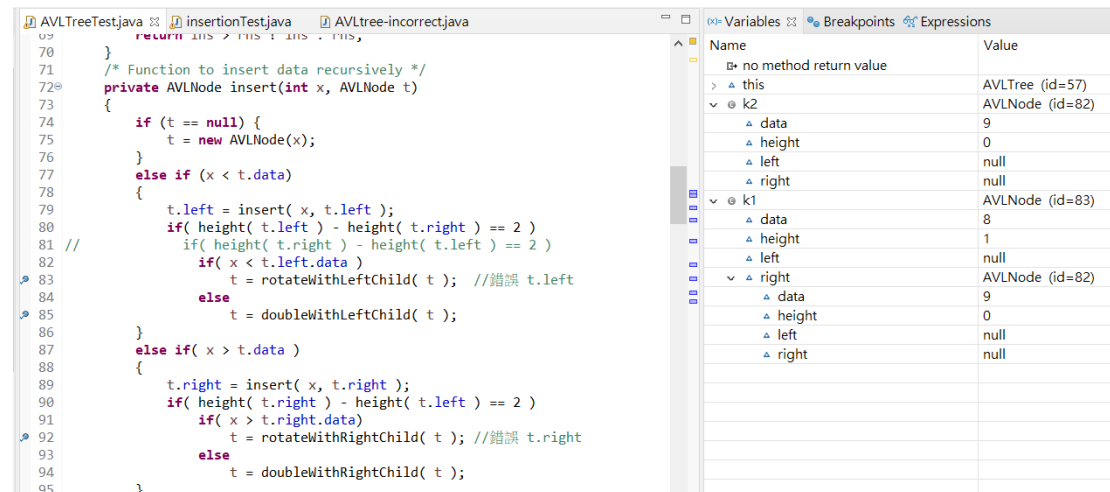 AVLTreeTest.java insertionTest.java AVLtree-incorrect.java
69 return lhs > rhs ? lhs : rhs;
70 }
71 /* Function to insert data recursively */
72 private AVLNode insert(int x, AVLNode t)
73 {
74 if (t == null) {
75 t = new AVLNode(x);
76 }
77 else if (x < t.data)
78 {
79 t.left = insert( x, t.left );
80 if( height( t.left ) - height( t.right ) == 2 )
81 // if( height( t.right ) - height( t.left ) == 2 )
82 if( x < t.left.data )
83 t = rotateWithLeftChild( t ); //錯誤 t.left
84 else
85 t = doubleWithLeftChild( t );
86 }
87 else if( x > t.data )
88 {
89 t.right = insert( x, t.right );
90 if( height( t.right ) - height( t.left ) == 2 )
91 if( x > t.right.data)
92 t = rotateWithRightChild( t ); //錯誤 t.right
93 else
94 t = doubleWithRightChild( t );
95 }
(x)= Variables Breakpoints Expressions
Name Value
no method return value
this AVLTree (id=57)
k2 AVLNode (id=82)
data 9
height 0
left null
right null
k1 AVLNode (id=83)
data 8
height 1
left null
right AVLNode (id=82)
data 9
height 0
left null
right null